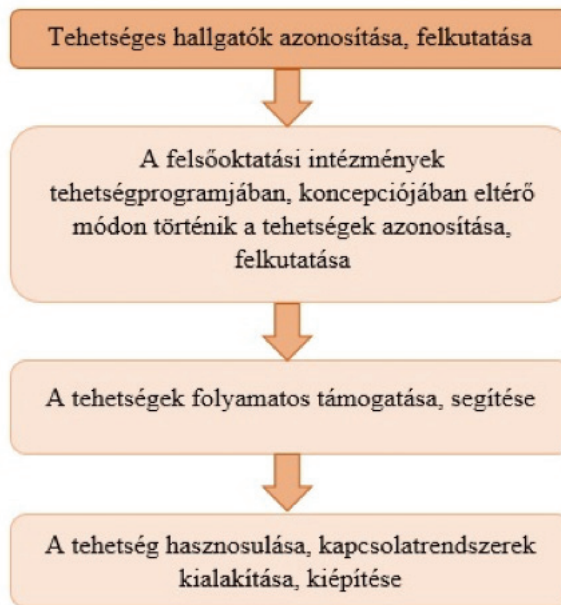 Tehetséges hallgatók azonosítása, felkutatása
A felsőoktatási intézmények
tehetségprogramjában, koncepciójában eltérő
módon történik a tehetségek azonosítása,
felkutatása
A tehetségek folyamatos támogatása, segítése
A tehetség hasznosulása, kapcsolatrendszerek
kialakítása, kiépítése